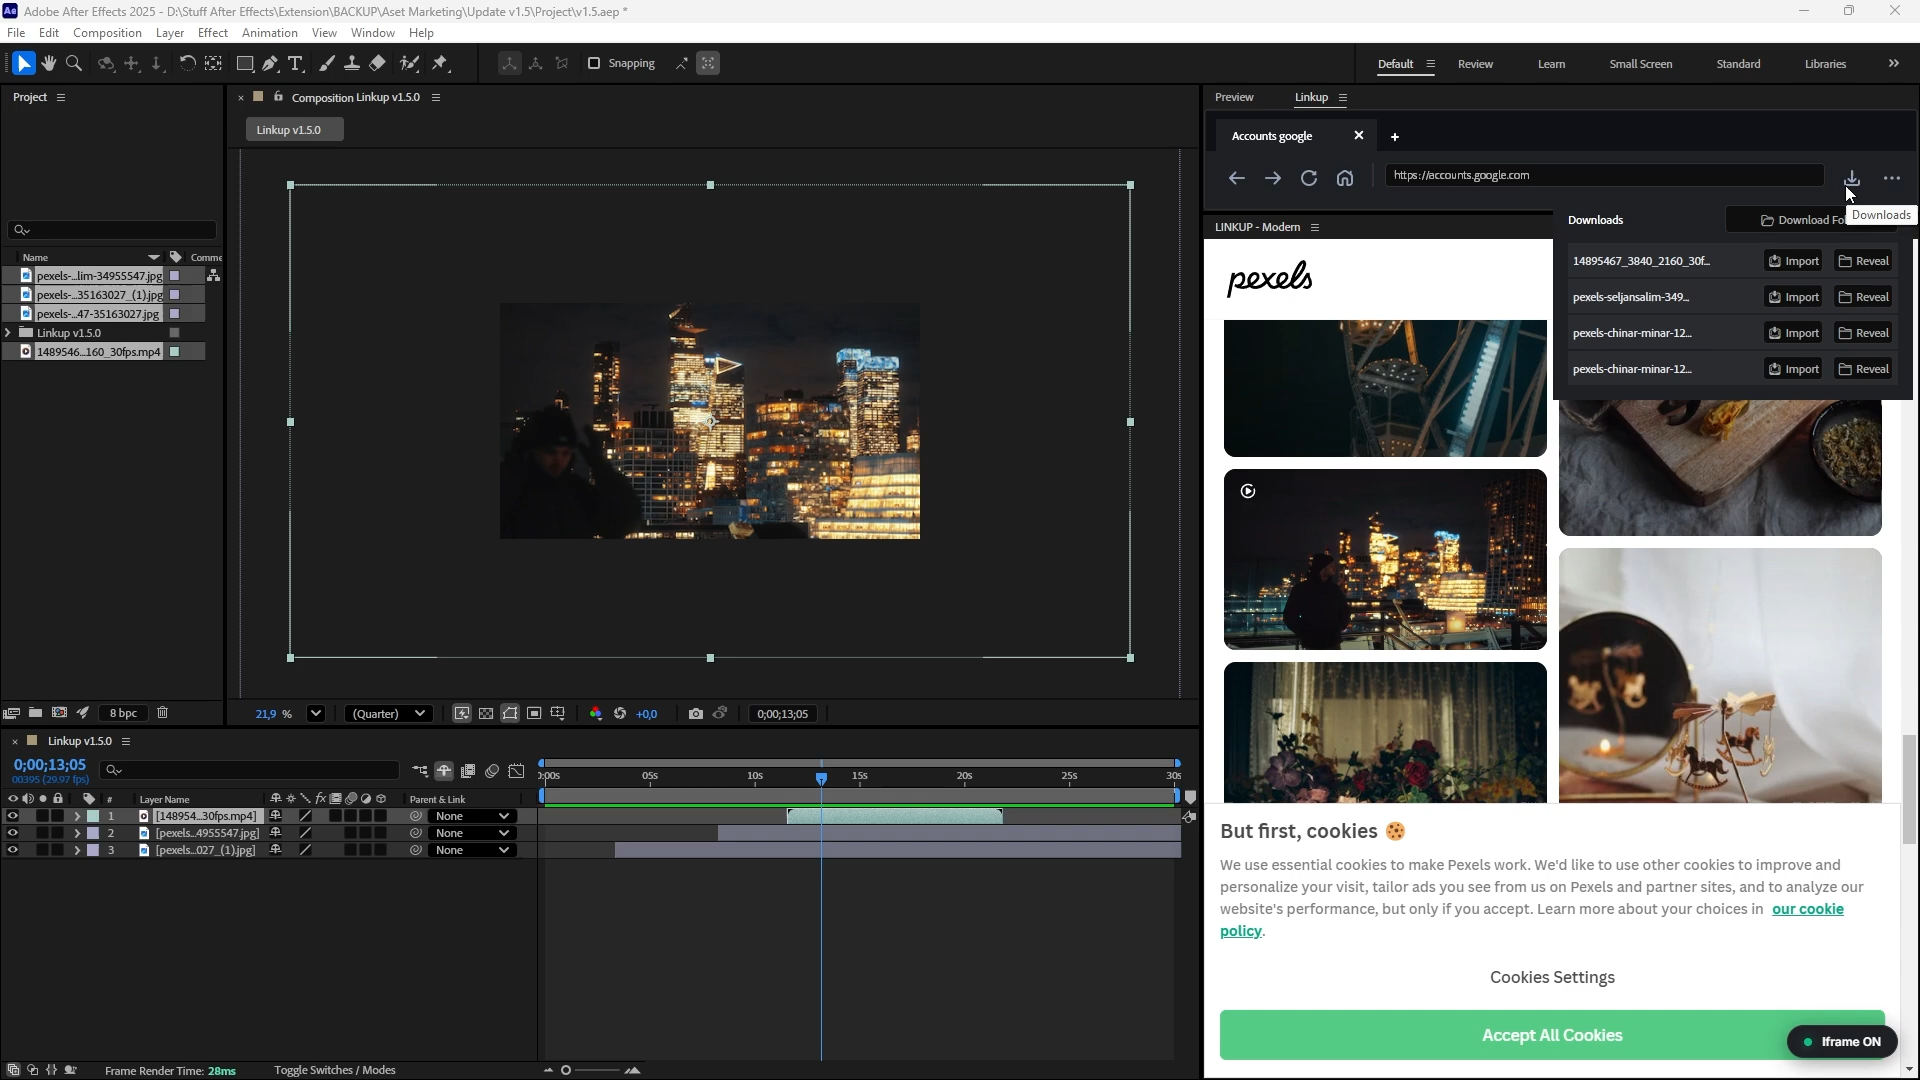 Ae Adobe After Effects 2025 - D:\Stuff After Effects\Extension\BACKUP\Aset Marketing\Update v1.5\Project\v1.5.aep *
File Edit Composition Layer Effect Animation View Window Help
Snapping Default Review Learn Small Screen Standard Libraries
Project
Composition Linkup v1.5.0
Preview Linkup
Linkup v1.5.0
Accounts google
https://accounts.google.com
Downloads Download Fol Downloads
LINKUP - Modern
pexels
14895467_3840_2160_30f... Import Reveal
pexels-seljansalim-349... Import Reveal
pexels-chinar-minar-12... Import Reveal
pexels-chinar-minar-12... Import Reveal
Name Comme
pexels-...lim-34955547.jpg
pexels-...35163027_(1).jpg
pexels-...47-35163027.jpg
Linkup v1.5.0
1489546...160_30fps.mp4
8 bpc
21,9 % (Quarter) +0,0 0;00;13;05
Linkup v1.5.0
0;00;13;05
00395 (29.97 fps)
):00s 05s 10s 15s 20s 25s 30s
# Layer Name fx Parent & Link
1 [148954...30fps.mp4] None
2 [pexels...4955547.jpg] None
3 [pexels...027_(1).jpg] None
But first, cookies
We use essential cookies to make Pexels work. We'd like to use other cookies to improve and
personalize your visit, tailor ads you see from us on Pexels and partner sites, and to analyze our
website's performance, but only if you accept. Learn more about your choices in our cookie
policy.
Cookies Settings
Accept All Cookies
Iframe ON
Frame Render Time: 28ms Toggle Switches / Modes